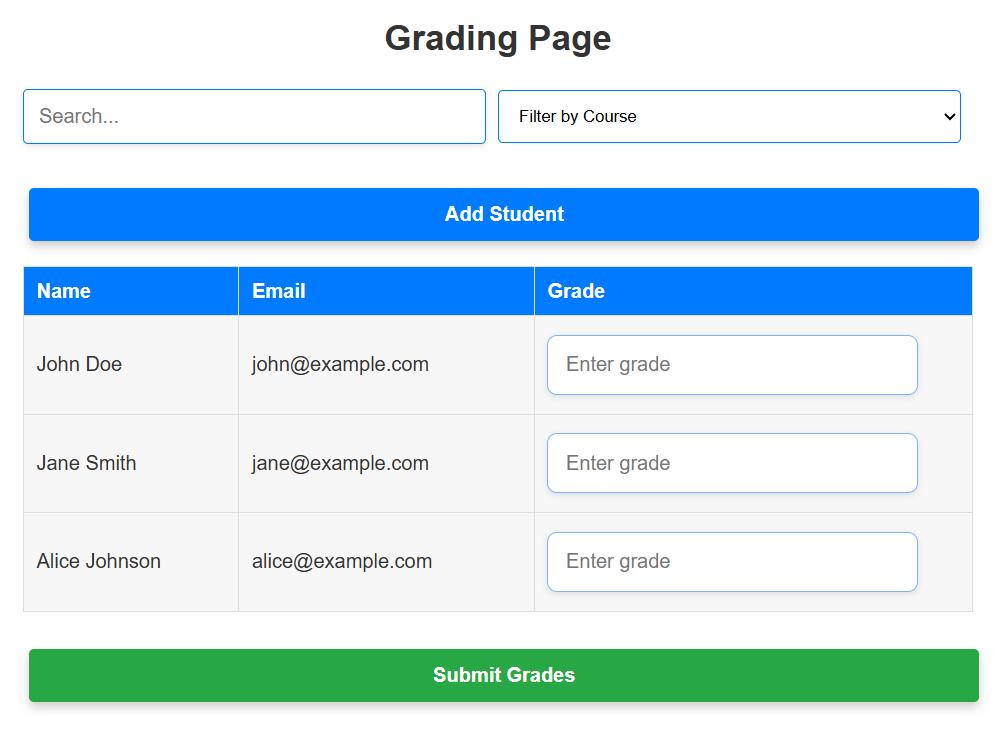 Grading Page
Search... Filter by Course
Add Student
Name Email Grade
John Doe john@example.com Enter grade
Jane Smith jane@example.com Enter grade
Alice Johnson alice@example.com Enter grade
Submit Grades